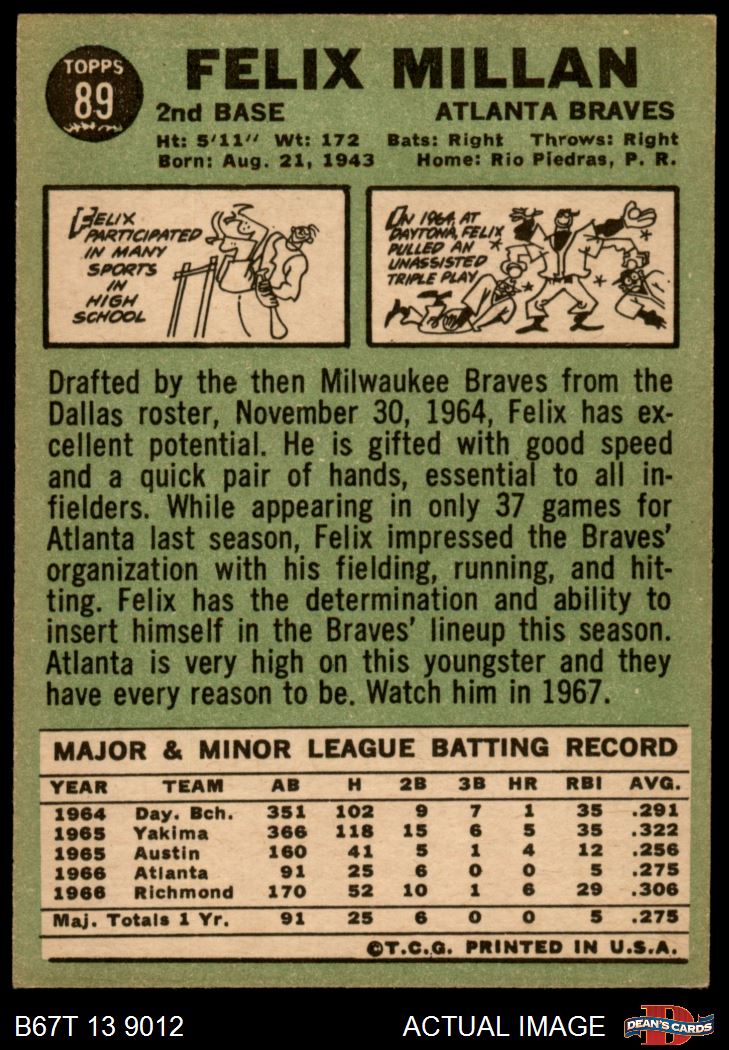 TOPPS
89
FELIX MILLAN
2nd BASE ATLANTA BRAVES
Ht: 5'11" Wt: 172 Bats: Right Throws: Right
Born: Aug. 21, 1943 Home: Rio Piedras, P. R.
FELIX
PARTICIPATED
IN MANY
SPORTS
IN
HIGH
SCHOOL
IN 1964, AT
DAYTONA, FELIX
PULLED AN
UNASSISTED
TRIPLE PLAY
Drafted by the then Milwaukee Braves from the
Dallas roster, November 30, 1964, Felix has ex-
cellent potential. He is gifted with good speed
and a quick pair of hands, essential to all in-
fielders. While appearing in only 37 games for
Atlanta last season, Felix impressed the Braves'
organization with his fielding, running, and hit-
ting. Felix has the determination and ability to
insert himself in the Braves' lineup this season.
Atlanta is very high on this youngster and they
have every reason to be. Watch him in 1967.
MAJOR & MINOR LEAGUE BATTING RECORD
YEAR TEAM AB H 2B 3B HR RBI AVG.
1964 Day. Bch. 351 102 9 7 1 35 .291
1965 Yakima 366 118 15 6 5 35 .322
1965 Austin 160 41 5 1 4 12 .256
1966 Atlanta 91 25 6 0 0 5 .275
1966 Richmond 170 52 10 1 6 29 .306
Maj. Totals 1 Yr. 91 25 6 0 0 5 .275
©T.C.G. PRINTED IN U.S.A.
B67T 13 9012 ACTUAL IMAGE
D
DEAN'S CARDS